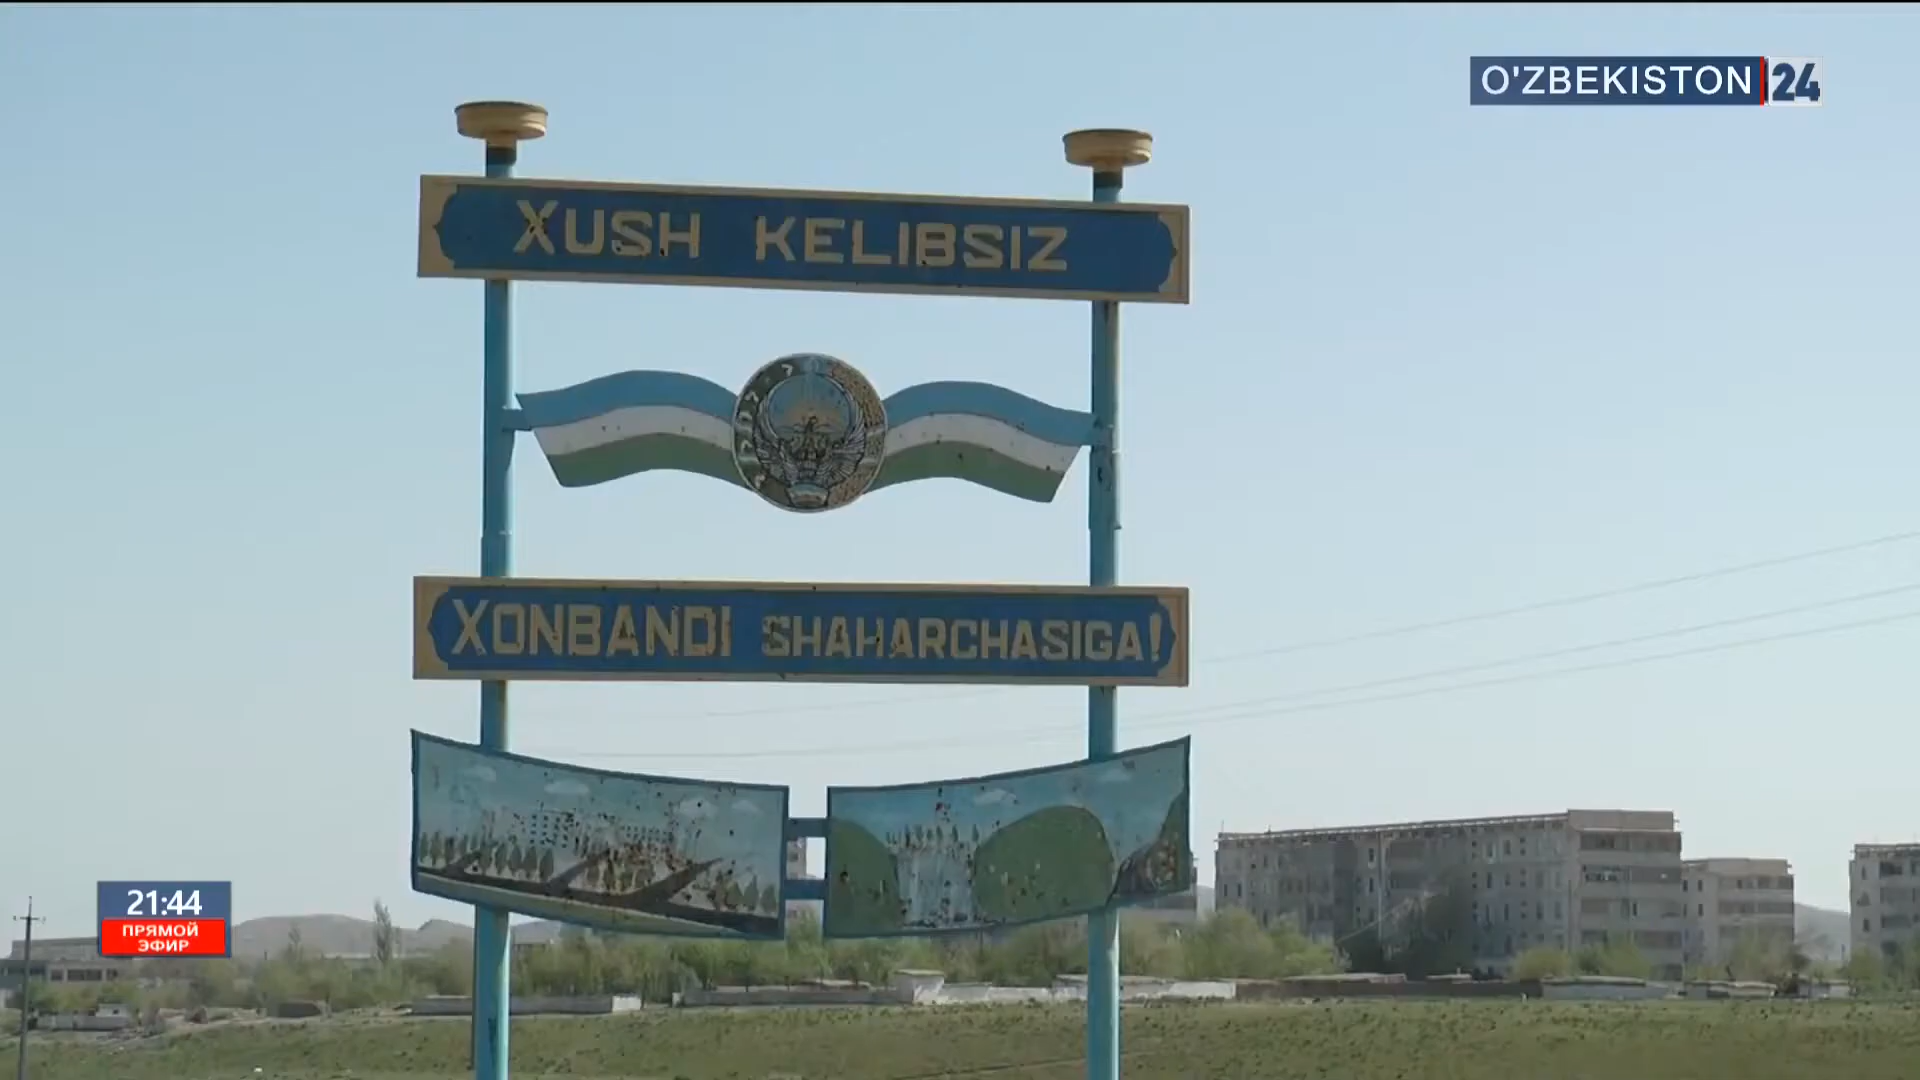 O'ZBEKISTON 24
XUSH KELIBSIZ
XONBANDI SHAHARCHASIGA!
21:44
ПРЯМОЙ
ЭФИР